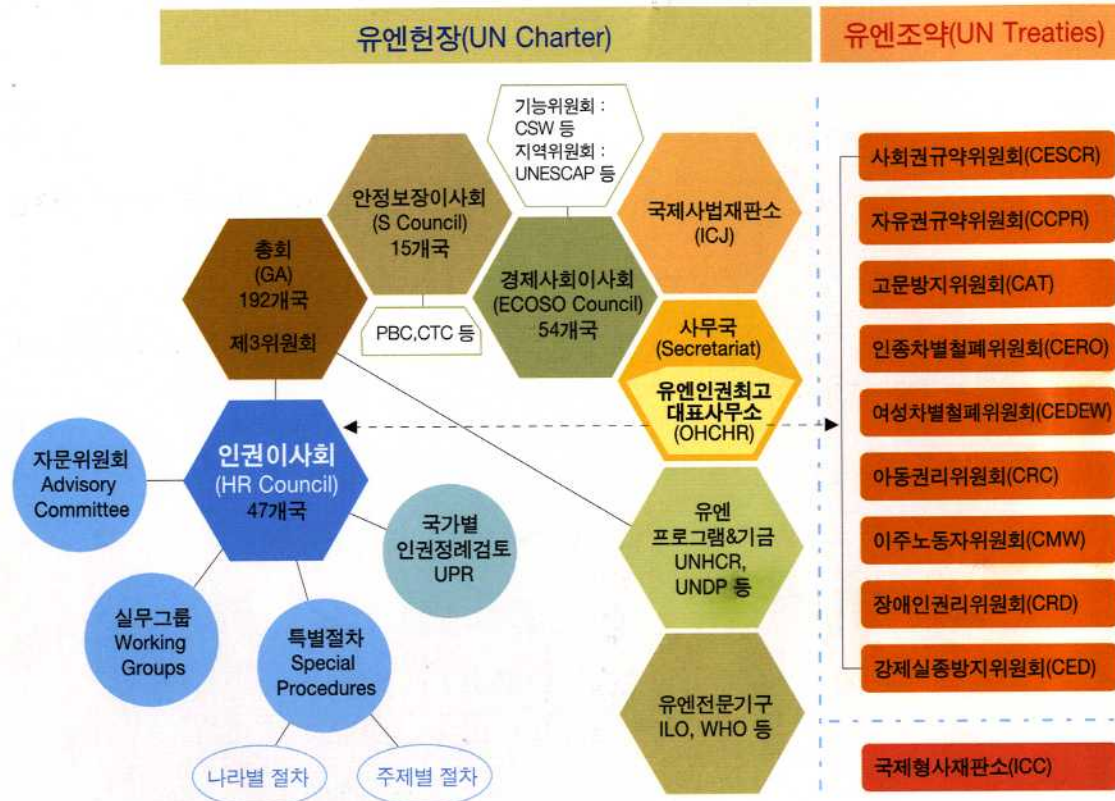 유엔헌장(UN Charter)
유엔조약(UN Treaties)
기능위원회 :
CSW 등
지역위원회 :
UNESCAP 등
안정보장이사회
(S Council)
15개국
국제사법재판소
(ICJ)
총회
(GA)
192개국
제3위원회
경제사회이사회
(ECOSO Council)
54개국
PBC,CTC 등
사무국
(Secretariat)
유엔인권최고
대표사무소
(OHCHR)
인권이사회
(HR Council)
47개국
자문위원회
Advisory
Committee
국가별
인권정례검토
UPR
실무그룹
Working
Groups
특별절차
Special
Procedures
나라별 절차
주제별 절차
유엔
프로그램&기금
UNHCR,
UNDP 등
유엔전문기구
ILO, WHO 등
사회권규약위원회(CESCR)
자유권규약위원회(CCPR)
고문방지위원회(CAT)
인종차별철폐위원회(CERO)
여성차별철폐위원회(CEDEW)
아동권리위원회(CRC)
이주노동자위원회(CMW)
장애인권리위원회(CRD)
강제실종방지위원회(CED)
국제형사재판소(ICC)